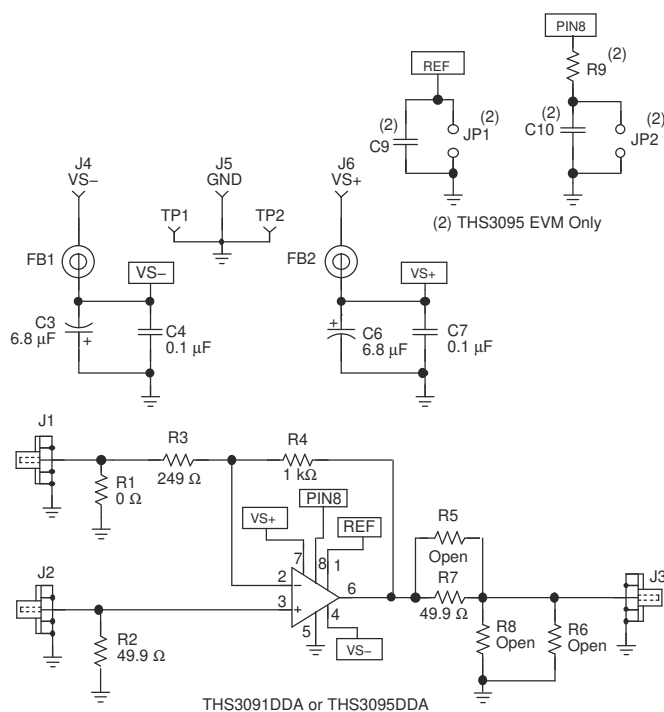 PIN8
REF
(2)
R9
(2)
C9
(2)
JP1
(2)
C10
(2)
JP2
(2) THS3095 EVM Only
J4
VS−
J5
GND
J6
VS+
TP1
TP2
FB1
VS−
FB2
VS+
C3
6.8 µF
+
C4
0.1 µF
+
C6
6.8 µF
C7
0.1 µF
J1
R3
249 Ω
R4
1 kΩ
R1
0 Ω
PIN8
VS+
REF
7
8
1
R5
Open
J2
2
−
3
+
6
R7
49.9 Ω
J3
5
4
VS−
R2
49.9 Ω
R8
Open
R6
Open
THS3091DDA or THS3095DDA